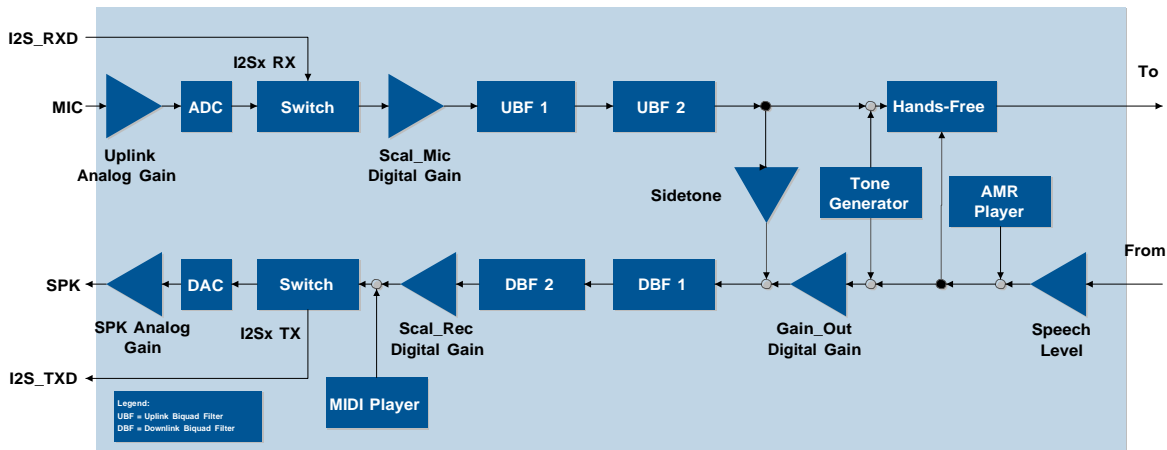 I2S_RXD
I2Sx RX
To
MIC
ADC
Switch
UBF 1
UBF 2
Hands-Free
Uplink
Analog Gain
Scal_Mic
Digital Gain
Sidetone
Tone
Generator
AMR
Player
From
SPK
DAC
Switch
DBF 2
DBF 1
SPK Analog
Gain
I2Sx TX
Scal_Rec
Digital Gain
Gain_Out
Digital Gain
Speech
Level
I2S_TXD
MIDI Player
Legend:
UBF = Uplink Biquad Filter
DBF = Downlink Biquad Filter